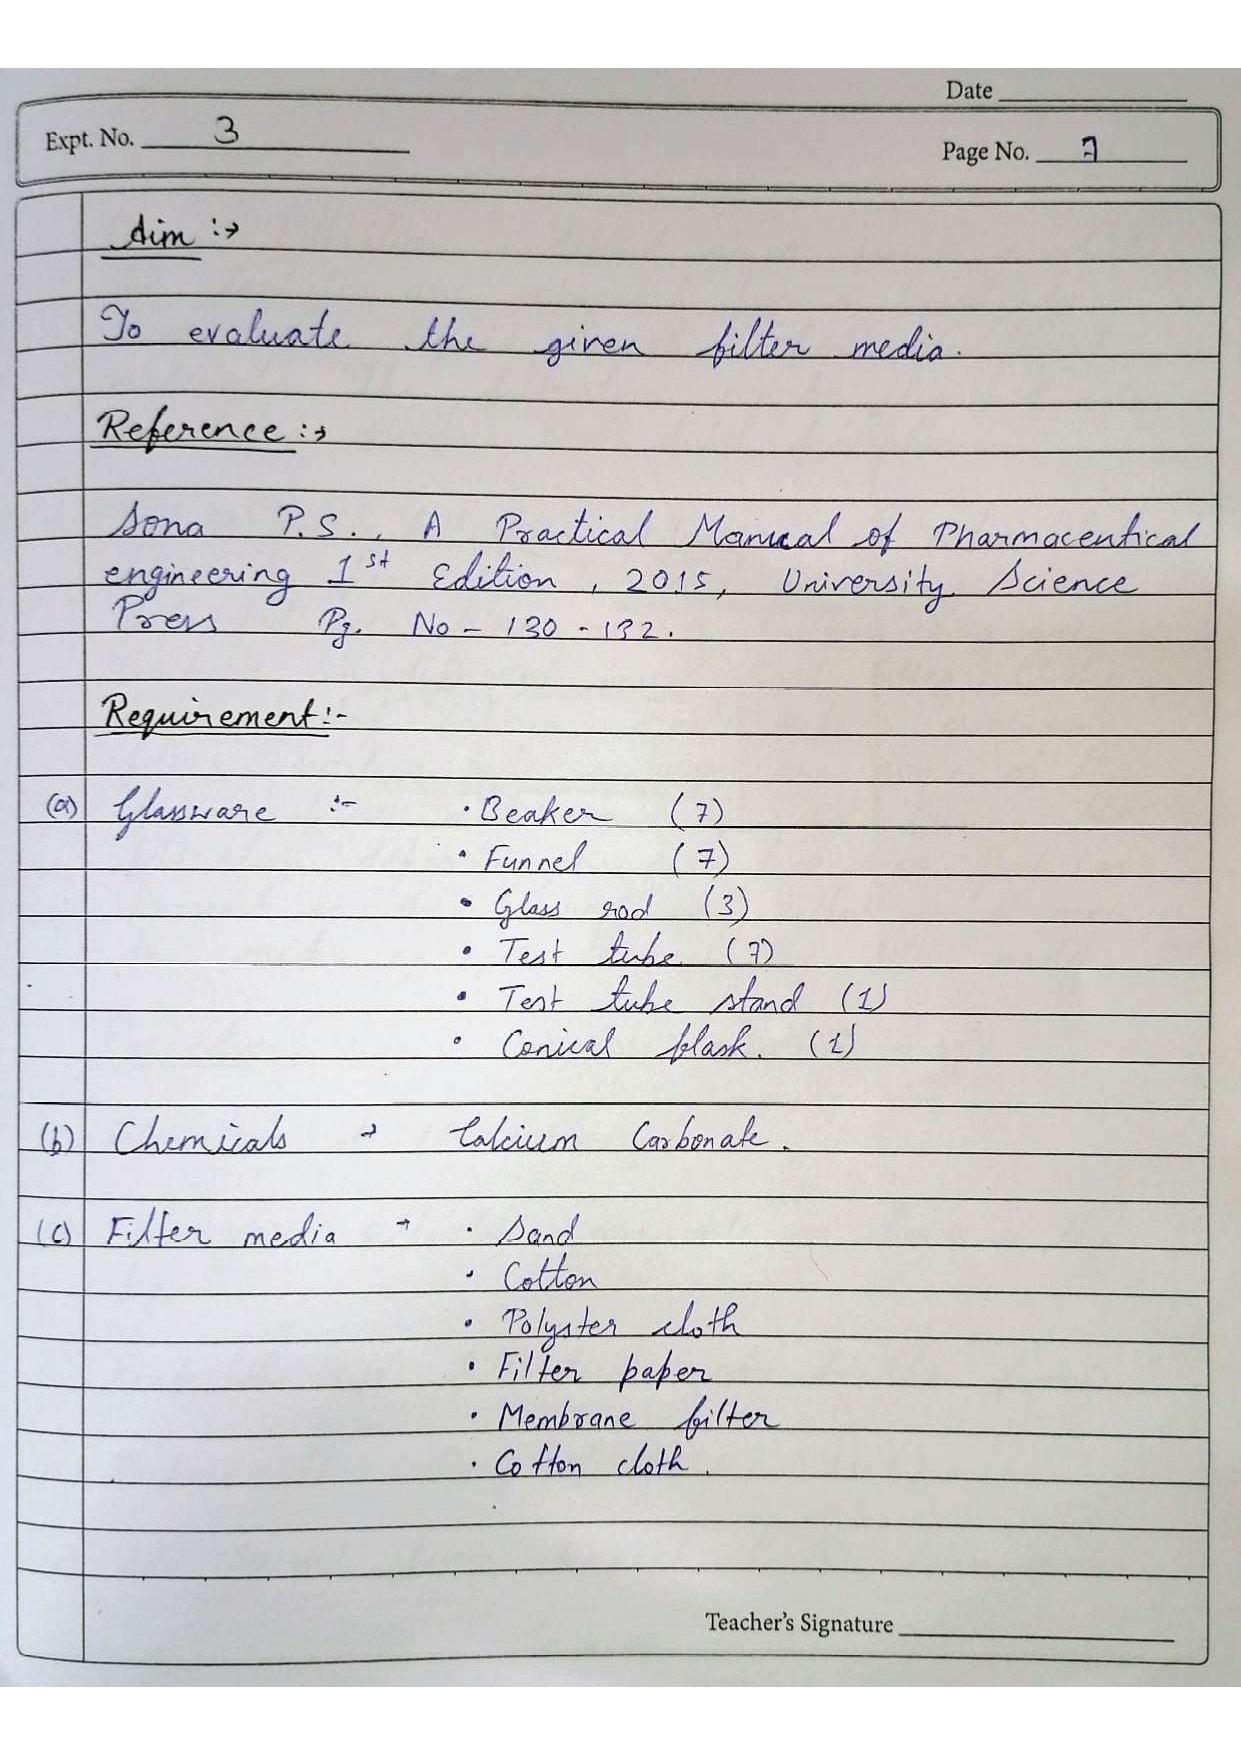 Date
Expt. No. 3
Page No. 7
Aim :→
To evaluate the given filter media.
Reference :→
Sona P.S., A Practical Manual of Pharmaceutical
engineering 1st Edition, 2015, University Science
Press Pg. No - 130 - 132.
Requirement :-
(a) Glassware :- • Beaker (7)
• Funnel (7)
• Glass rod (3)
• Test tube (7)
• Test tube stand (1)
• Conical flask. (1)
(b) Chemicals → Calcium Carbonate.
(c) Filter media → • Sand
• Cotton
• Polyster cloth
• Filter paper
• Membrane filter
• Cotton cloth.
Teacher's Signature